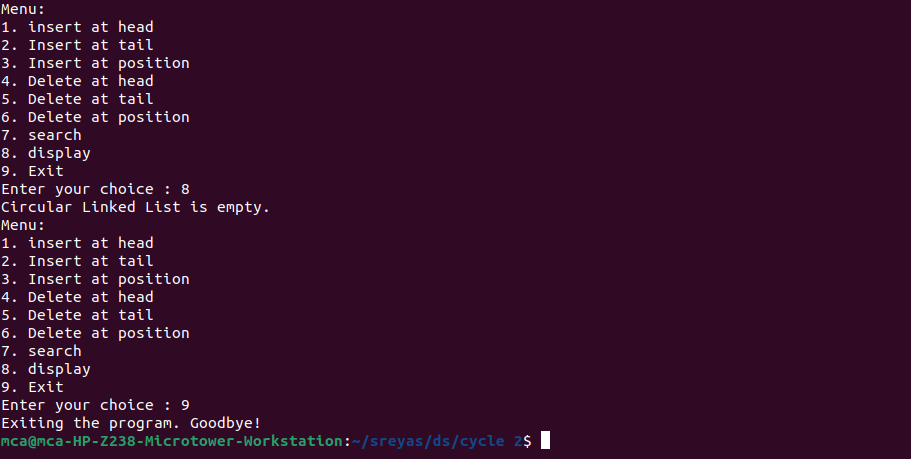 Menu:
1. insert at head
2. Insert at tail
3. Insert at position
4. Delete at head
5. Delete at tail
6. Delete at position
7. search
8. display
9. Exit
Enter your choice : 8
Circular Linked List is empty.
Menu:
1. insert at head
2. Insert at tail
3. Insert at position
4. Delete at head
5. Delete at tail
6. Delete at position
7. search
8. display
9. Exit
Enter your choice : 9
Exiting the program. Goodbye!
mca@mca-HP-Z238-Microtower-Workstation:~/sreyas/ds/cycle 2$